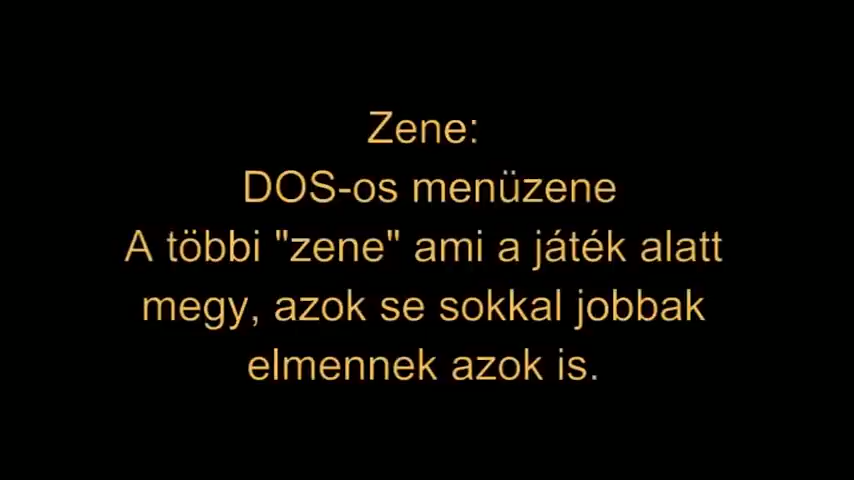 Zene:
DOS-os menüzene
A többi "zene" ami a játék alatt
megy, azok se sokkal jobbak
elmennek azok is.